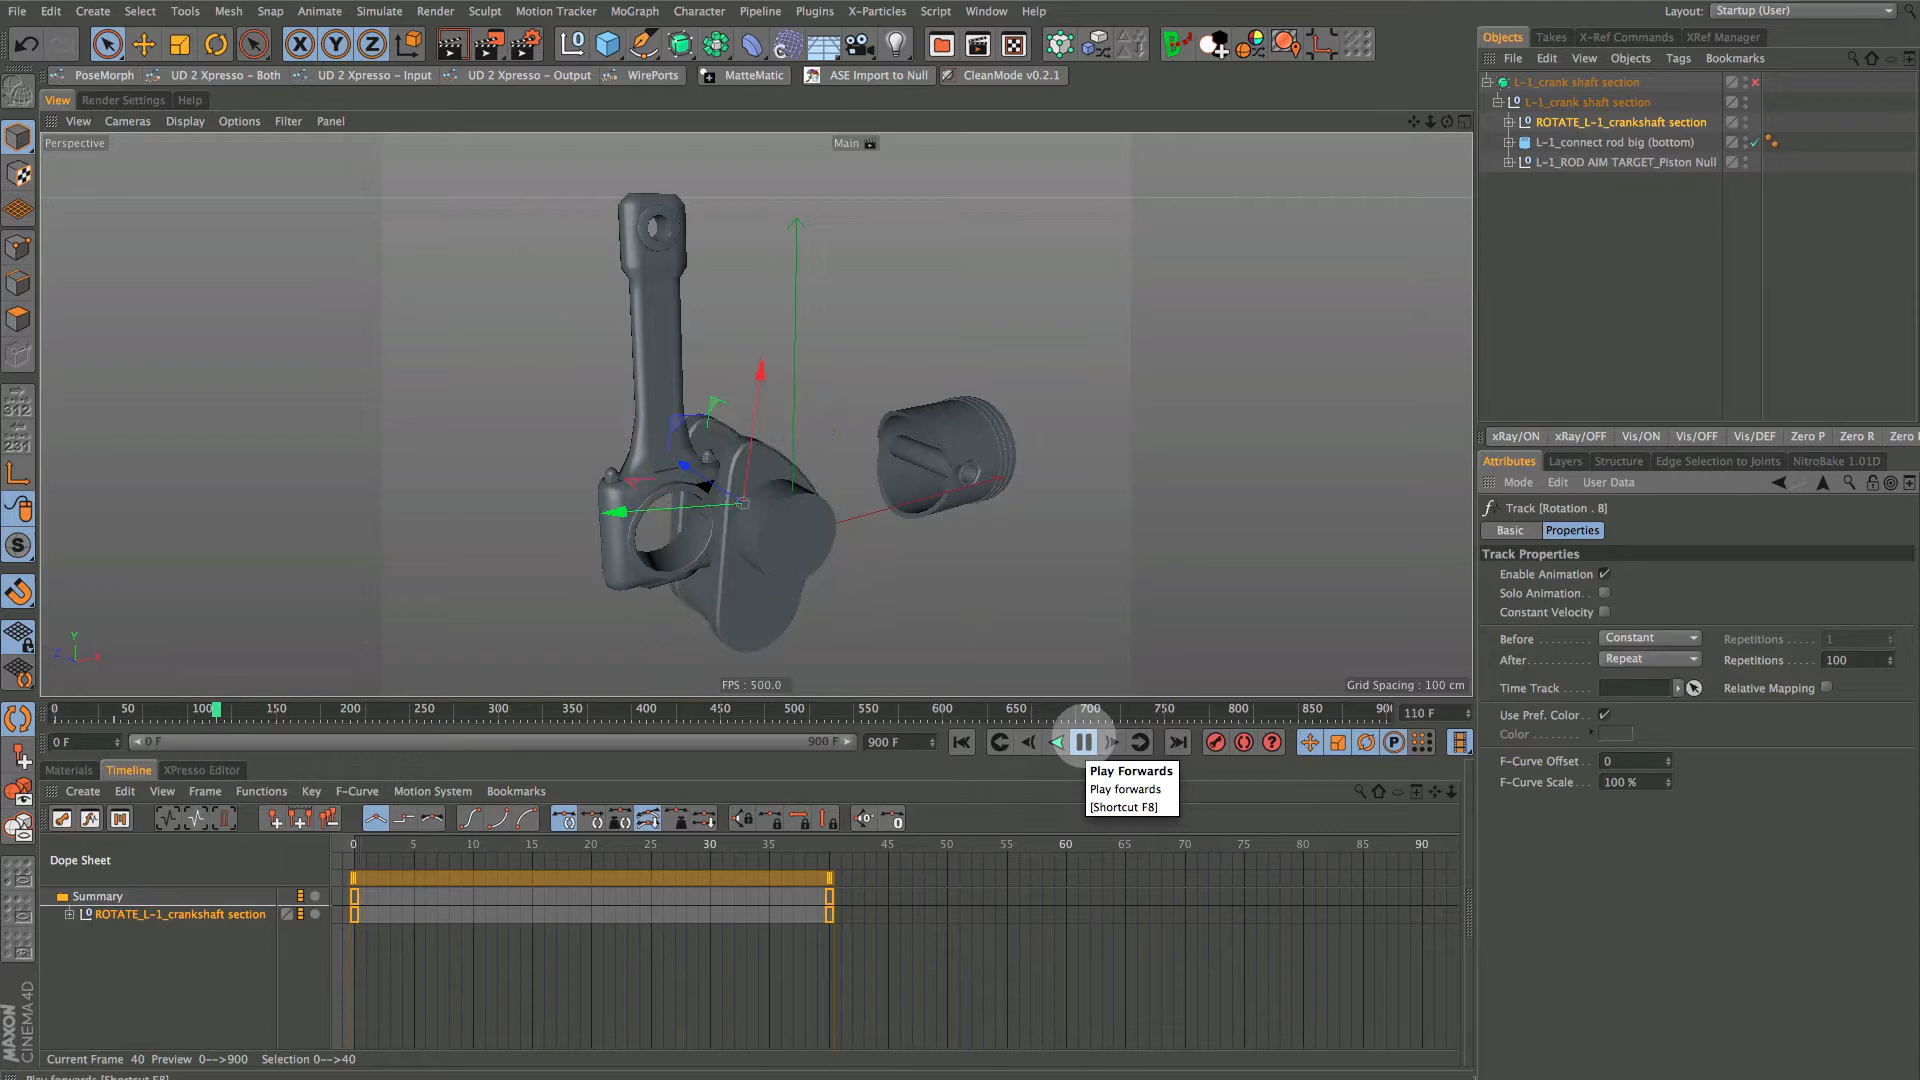 File Edit Create Select Tools Mesh Snap Animate Simulate Render Sculpt Motion Tracker MoGraph Character Pipeline Plugins X-Particles Script Window Help
Layout: Startup (User)
PoseMorph UD 2 Xpresso - Both UD 2 Xpresso - Input UD 2 Xpresso - Output WirePorts MatteMatic ASE Import to Null CleanMode v0.2.1
View Render Settings Help
View Cameras Display Options Filter Panel
Perspective
Main
FPS : 500.0
Grid Spacing : 100 cm
Y
Z
X
X Y Z
312
231
S
0 50 100 150 200 250 300 350 400 450 500 550 600 650 700 750 800 850 90
110 F
0 F
0 F
900 F
900 F
P
Play Forwards
Play forwards
[Shortcut F8]
Materials Timeline XPresso Editor
Create Edit View Frame Functions Key F-Curve Motion System Bookmarks
0 5 10 15 20 25 30 35 45 50 55 60 65 70 75 80 85 90
Dope Sheet
Summary
ROTATE_L-1_crankshaft section
MAXON
CINEMA 4D
Current Frame 40 Preview 0-->900 Selection 0-->40
Play forwards [Shortcut F8]
Objects Takes X-Ref Commands XRef Manager
File Edit View Objects Tags Bookmarks
L-1_crank shaft section
L-1_crank shaft section
ROTATE_L-1_crankshaft section
L-1_connect rod big (bottom)
L-1_ROD AIM TARGET_Piston Null
xRay/ON xRay/OFF Vis/ON Vis/OFF Vis/DEF Zero P Zero R Zero
Attributes Layers Structure Edge Selection to Joints NitroBake 1.01D
Mode Edit User Data
Track [Rotation . B]
Basic Properties
Track Properties
Enable Animation
Solo Animation. .
Constant Velocity
Before . . . . . . . . . Constant Repetitions . . . . . 1
After. . . . . . . . . . . Repeat Repetitions . . . . . 100
Time Track . . . . . Relative Mapping
Use Pref. Color . .
Color . . . . . . . . . .
F-Curve Offset . . 0
F-Curve Scale. . . 100 %